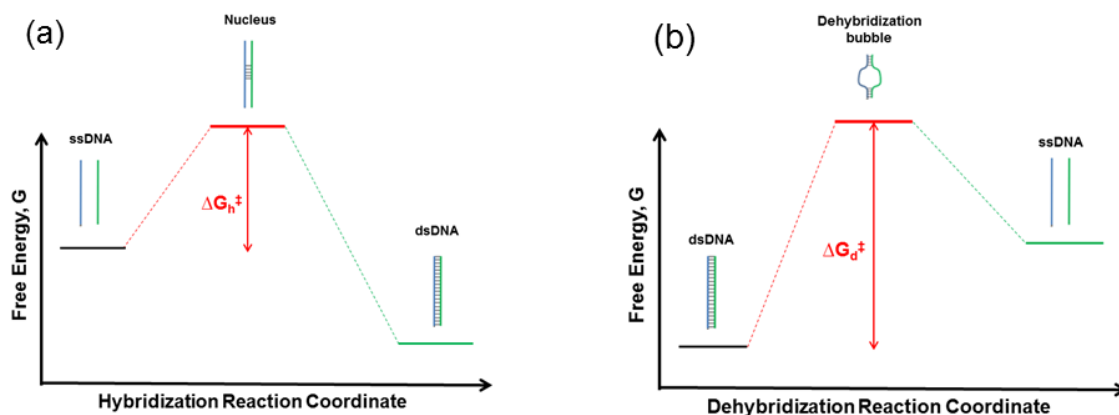 (a)
Nucleus
ssDNA
ΔGh‡
dsDNA
Free Energy, G
Hybridization Reaction Coordinate
(b)
Dehybridization
bubble
ssDNA
dsDNA
ΔGd‡
Free Energy, G
Dehybridization Reaction Coordinate